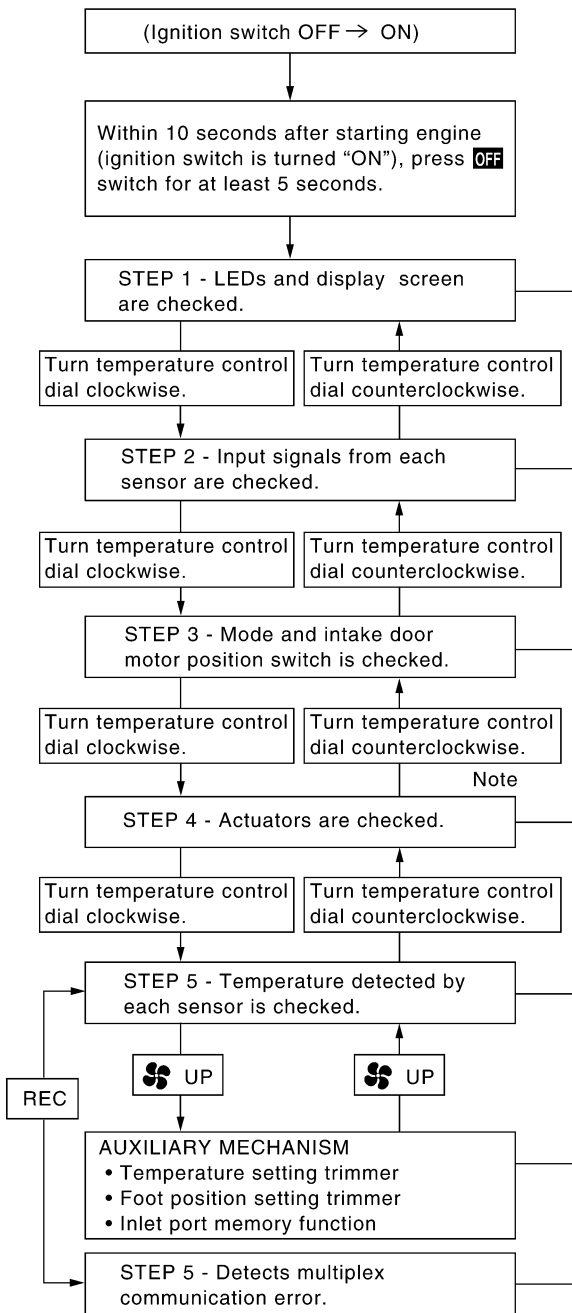 (Ignition switch OFF → ON)
Within 10 seconds after starting engine
(ignition switch is turned “ON”), press OFF
switch for at least 5 seconds.
STEP 1 - LEDs and display screen
are checked.
Turn temperature control
dial clockwise.
Turn temperature control
dial counterclockwise.
STEP 2 - Input signals from each
sensor are checked.
Turn temperature control
dial clockwise.
Turn temperature control
dial counterclockwise.
STEP 3 - Mode and intake door
motor position switch is checked.
Turn temperature control
dial clockwise.
Turn temperature control
dial counterclockwise.
Note
STEP 4 - Actuators are checked.
Turn temperature control
dial clockwise.
Turn temperature control
dial counterclockwise.
STEP 5 - Temperature detected by
each sensor is checked.
UP
UP
REC
AUXILIARY MECHANISM
• Temperature setting trimmer
• Foot position setting trimmer
• Inlet port memory function
STEP 5 - Detects multiplex
communication error.